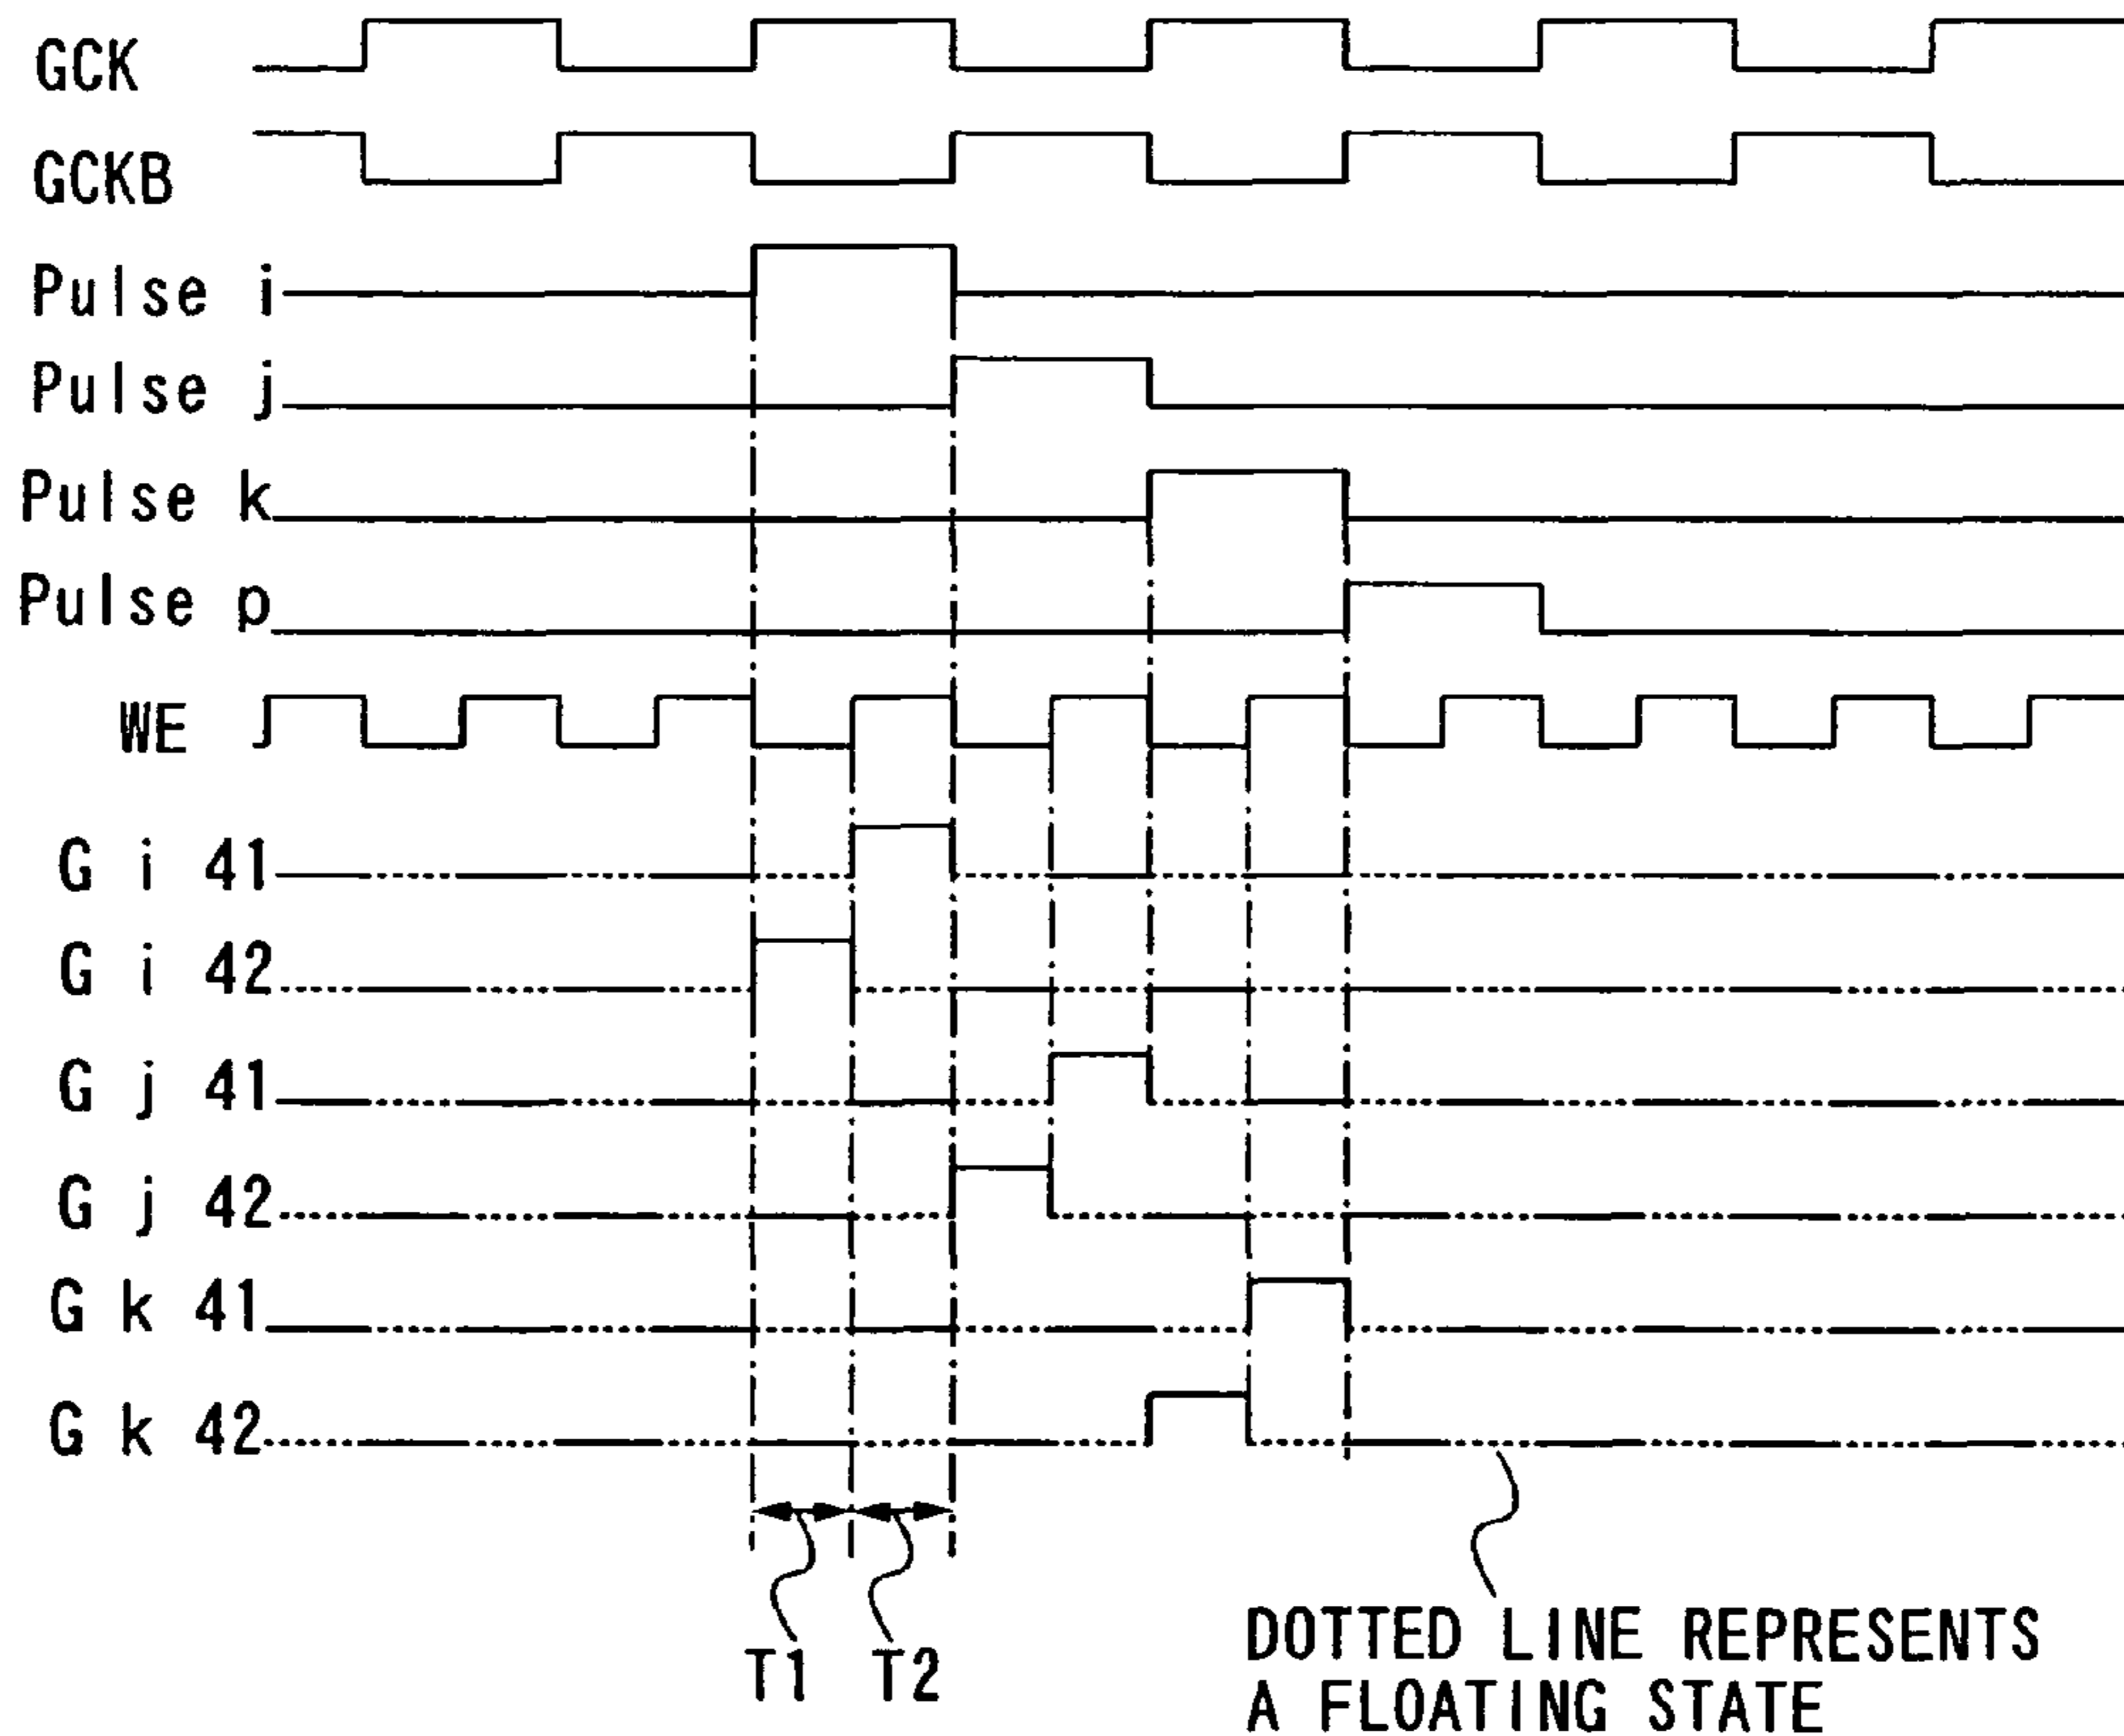 GCK
GCKB
Pulse i
Pulse j
Pulse k
Pulse p
WE
G i 41
G i 42
G j 41
G j 42
G k 41
G k 42
T1 T2
DOTTED LINE REPRESENTS
A FLOATING STATE